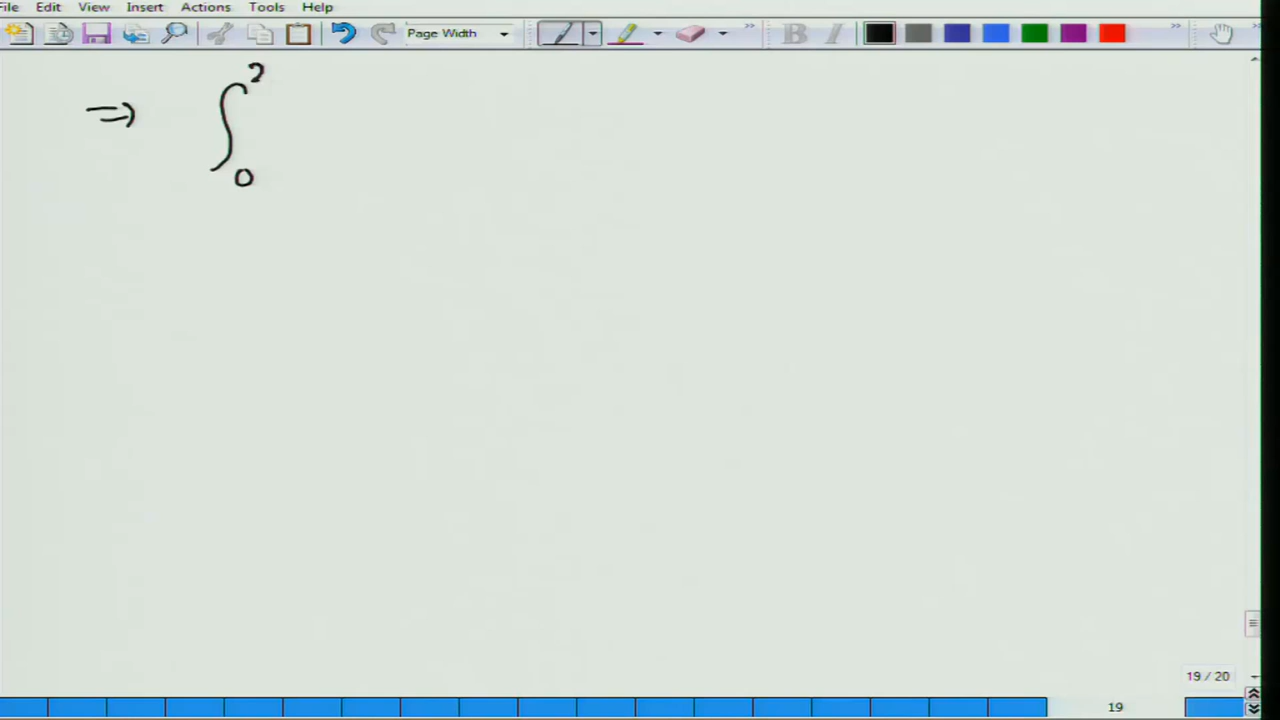 File Edit View Insert Actions Tools Help
Page Width B I
⇒ ∫₀²
19 / 20
19